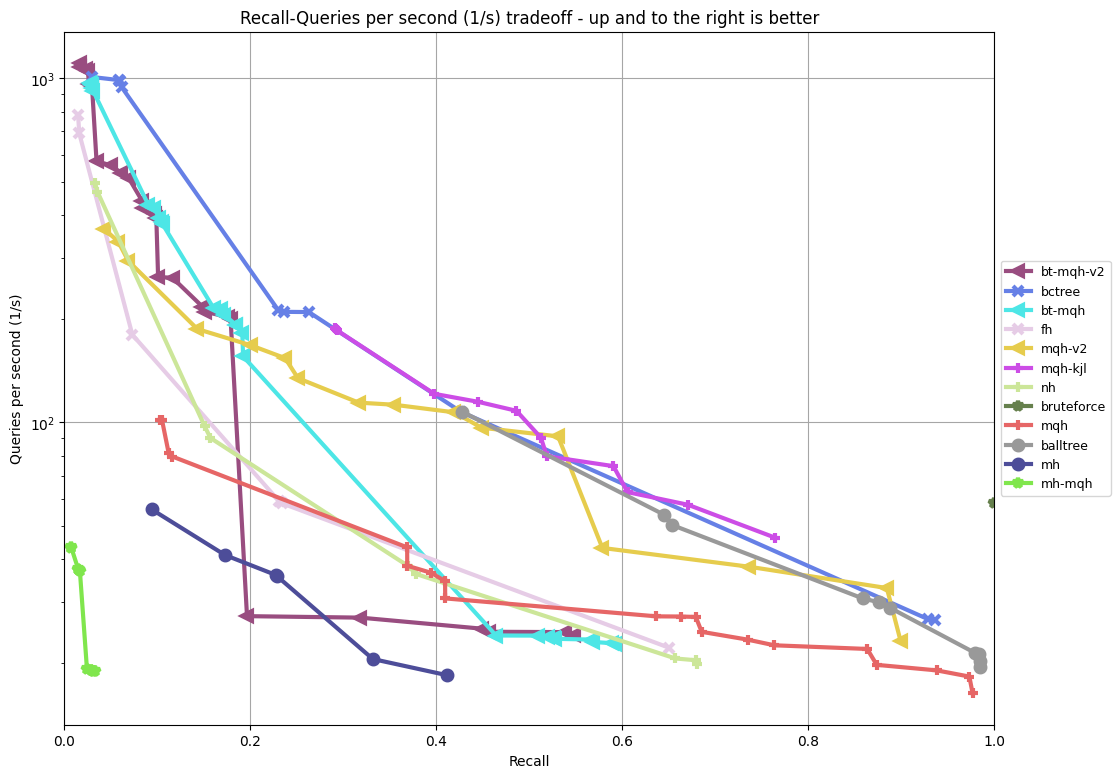 Recall-Queries per second (1/s) tradeoff - up and to the right is better
10³
10²
Queries per second (1/s)
0.0 0.2 0.4 0.6 0.8 1.0
Recall
bt-mqh-v2
bctree
bt-mqh
fh
mqh-v2
mqh-kjl
nh
bruteforce
mqh
balltree
mh
mh-mqh